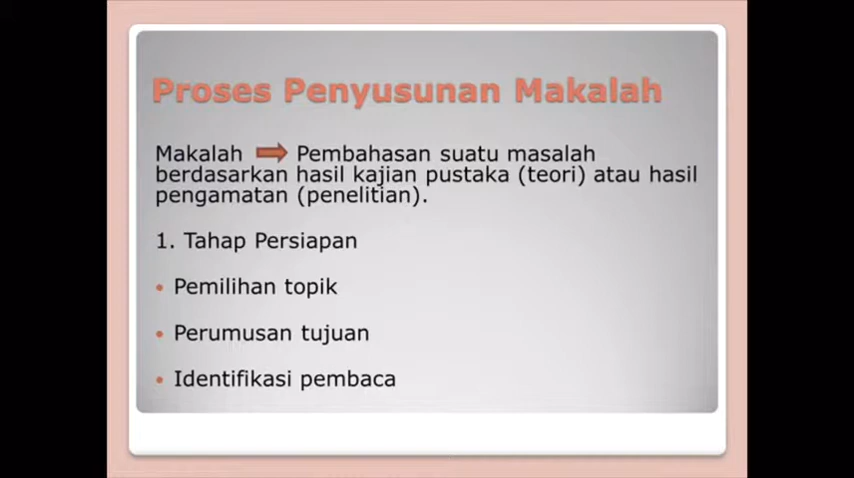 Proses Penyusunan Makalah
Makalah Pembahasan suatu masalah
berdasarkan hasil kajian pustaka (teori) atau hasil
pengamatan (penelitian).
1. Tahap Persiapan
• Pemilihan topik
• Perumusan tujuan
• Identifikasi pembaca